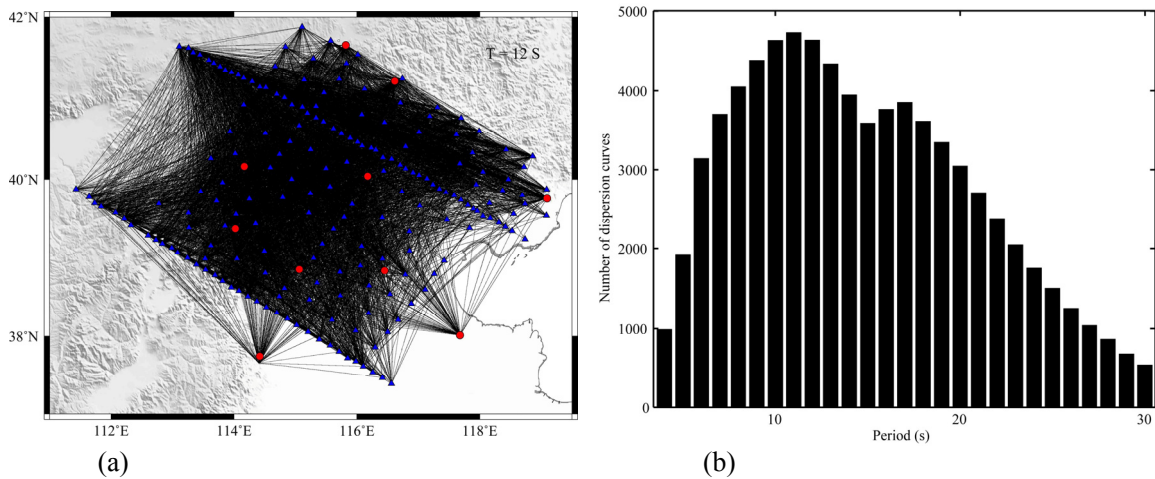 42°N
40°N
38°N
112°E
114°E
116°E
118°E
T = 12 S
(a)
5000
4000
3000
2000
1000
0
Number of dispersion curves
10
20
30
Period (s)
(b)